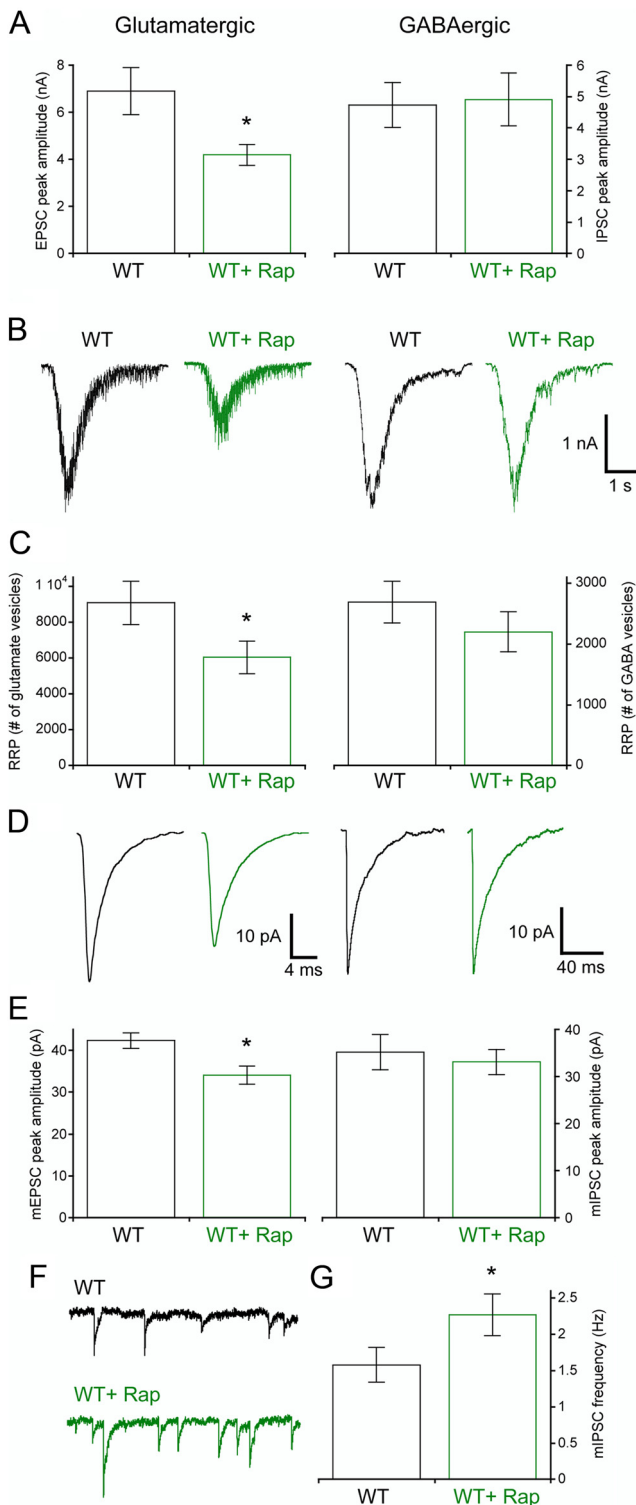 A
Glutamatergic
GABAergic
EPSC peak amplitude (nA)
8
6
4
2
0
*
WT
WT+ Rap
6
5
4
3
2
1
0
IPSC peak amplitude (nA)
WT
WT+ Rap
B
WT
WT+ Rap
WT
WT+ Rap
1 nA
1 s
C
RRP (# of glutamate vesicles)
1 10⁴
8000
6000
4000
2000
0
*
WT
WT+ Rap
3000
2000
1000
0
RRP (# of GABA vesicles)
WT
WT+ Rap
D
10 pA
4 ms
10 pA
40 ms
E
mEPSC peak amplitude (pA)
40
30
20
10
0
*
WT
WT+ Rap
40
30
20
10
0
mIPSC peak amlpitude (pA)
WT
WT+ Rap
F
WT
WT+ Rap
G
*
2.5
2
1.5
1
0.5
0
mIPSC frequency (Hz)
WT
WT+ Rap